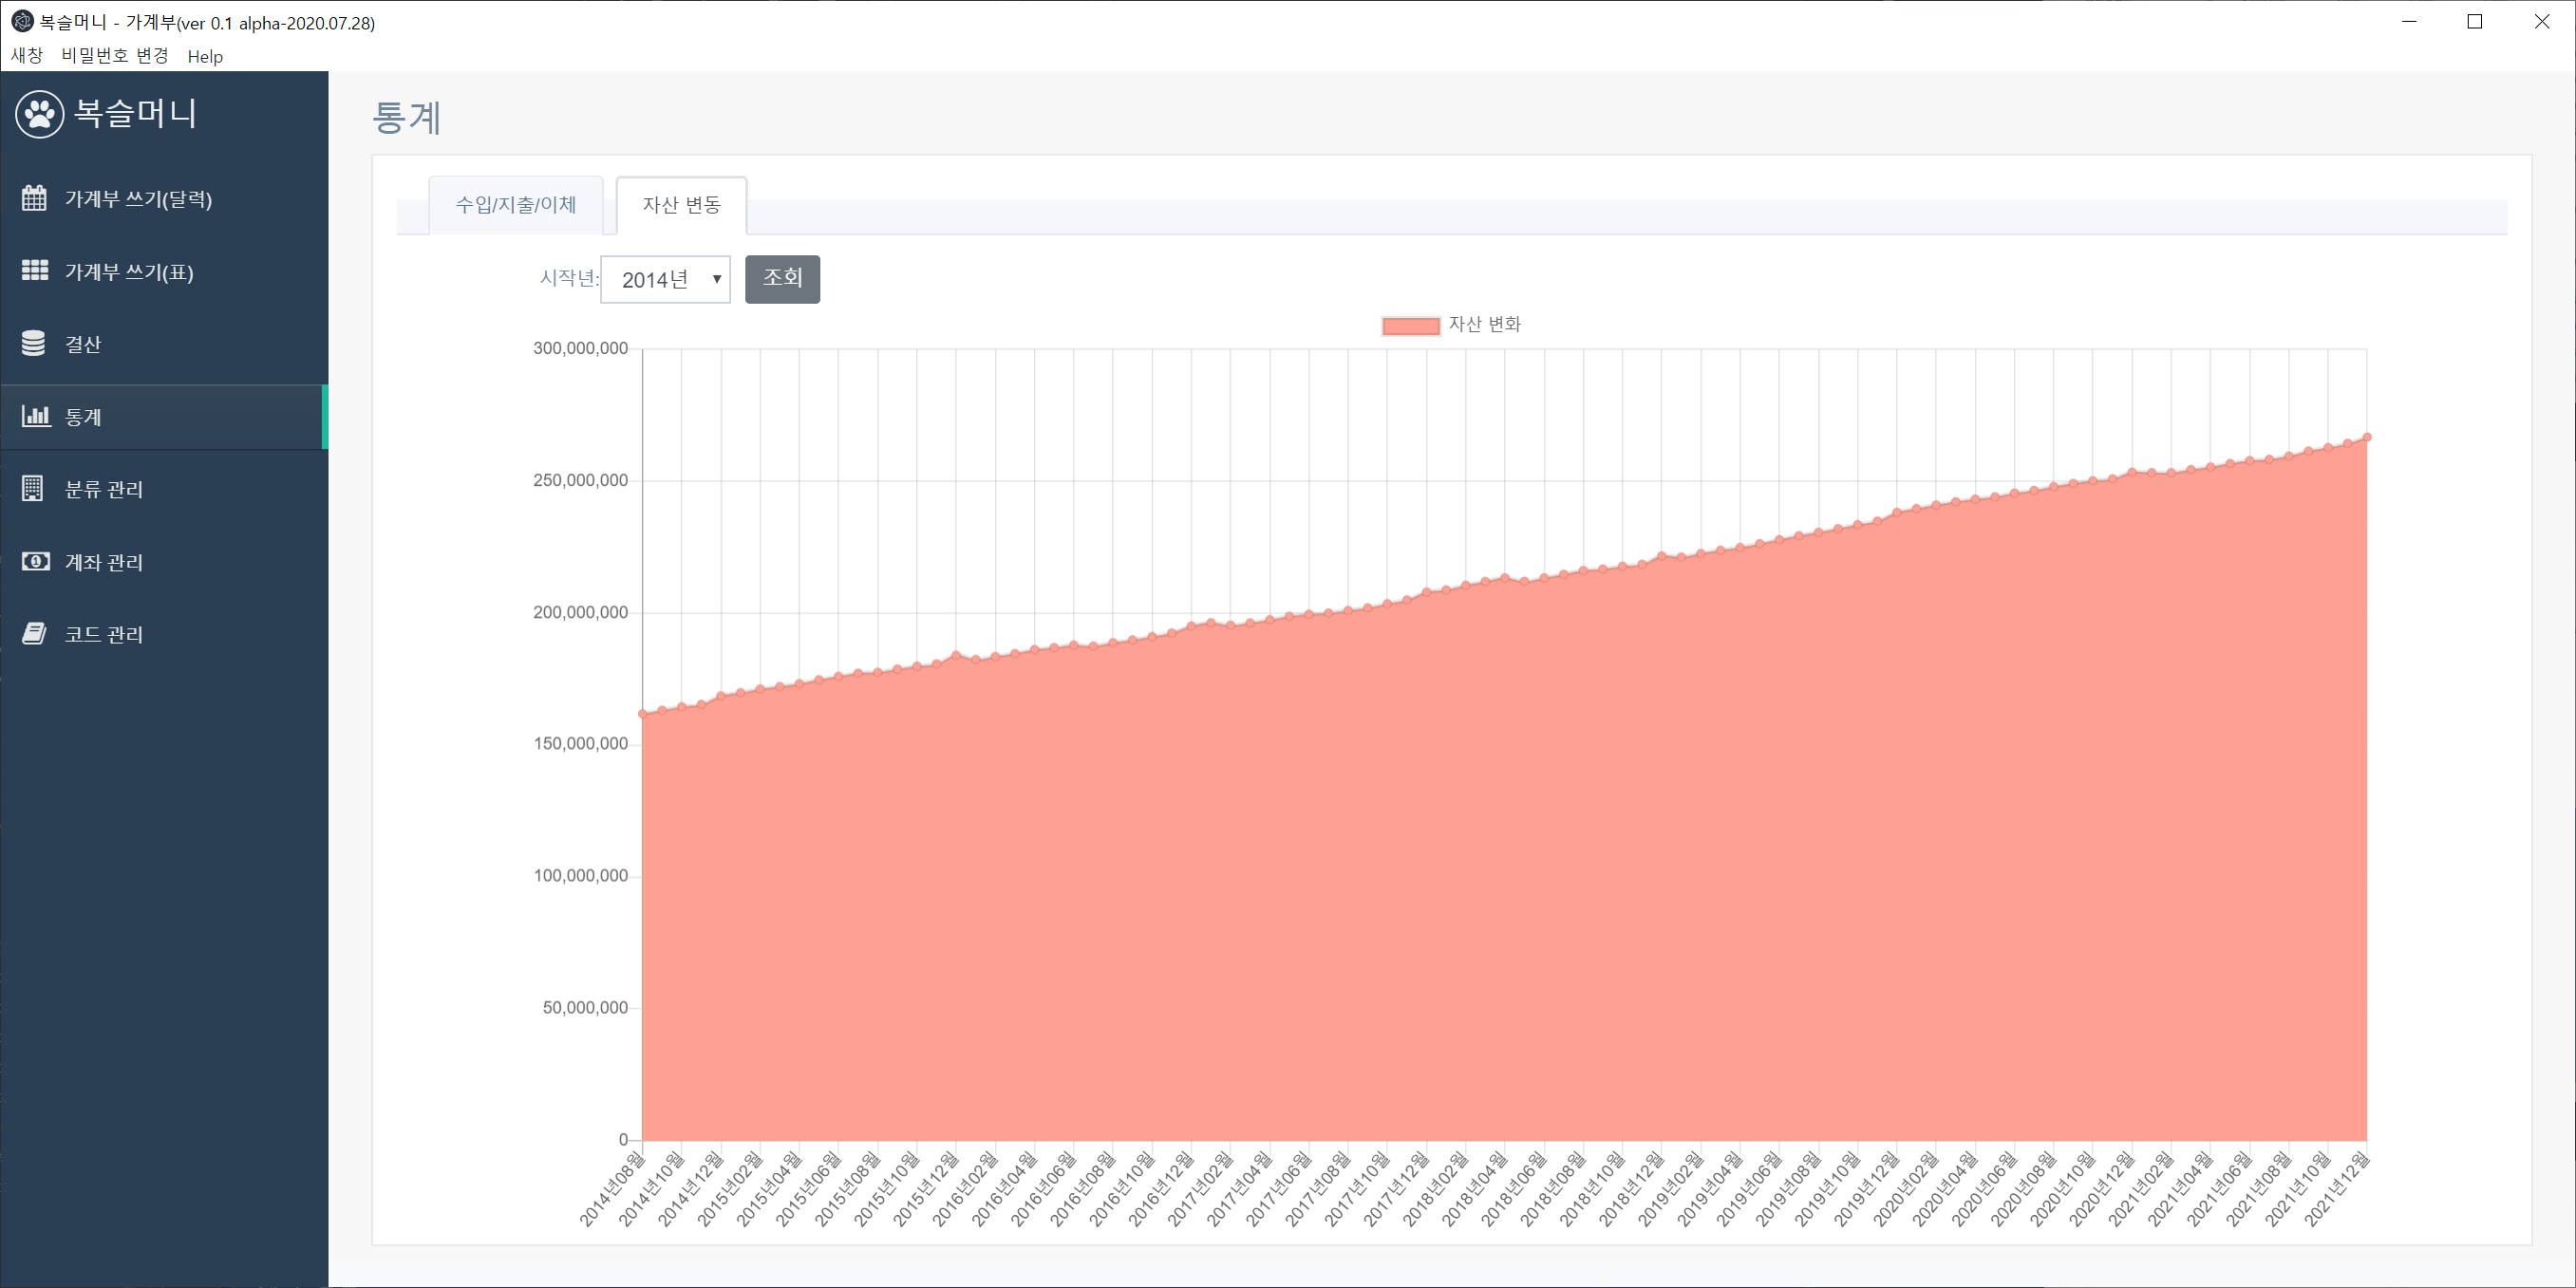 복슬머니 - 가계부(ver 0.1 alpha-2020.07.28)
새창 비밀번호 변경 Help
복슬머니
가계부 쓰기(달력)
가계부 쓰기(표)
결산
통계
분류 관리
계좌 관리
코드 관리
통계
수입/지출/이체 자산 변동
시작년: 2014년 조회
자산 변화
300,000,000
250,000,000
200,000,000
150,000,000
100,000,000
50,000,000
0
2014년08월
2014년10월
2014년12월
2015년02월
2015년04월
2015년06월
2015년08월
2015년10월
2015년12월
2016년02월
2016년04월
2016년06월
2016년08월
2016년10월
2016년12월
2017년02월
2017년04월
2017년06월
2017년08월
2017년10월
2017년12월
2018년02월
2018년04월
2018년06월
2018년08월
2018년10월
2018년12월
2019년02월
2019년04월
2019년06월
2019년08월
2019년10월
2019년12월
2020년02월
2020년04월
2020년06월
2020년08월
2020년10월
2020년12월
2021년02월
2021년04월
2021년06월
2021년08월
2021년10월
2021년12월